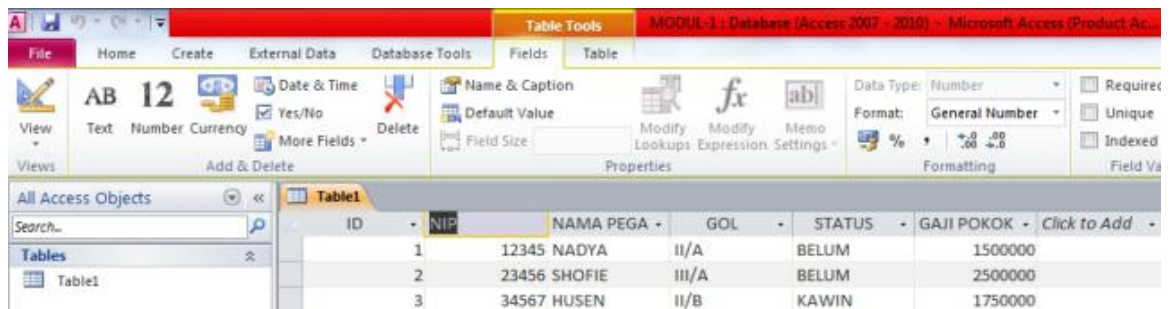 A
Table Tools MODUL-1 : Database (Access 2007 - 2010) - Microsoft Access (Product Ac...
File Home Create External Data Database Tools Fields Table
View
AB Text
12 Number
Currency
Date & Time
Yes/No
More Fields
Delete
Name & Caption
Default Value
Field Size
Modify Lookups
fx Modify Expression
ab Memo Settings
Data Type: Number
Format: General Number
% , .0 .00 .00 .0
Required
Unique
Indexed
Views Add & Delete Properties Formatting Field Va
All Access Objects «
Search...
Tables
Table1
Table1
ID NIP NAMA PEGA GOL STATUS GAJI POKOK Click to Add
1 12345 NADYA II/A BELUM 1500000
2 23456 SHOFIE III/A BELUM 2500000
3 34567 HUSEN II/B KAWIN 1750000